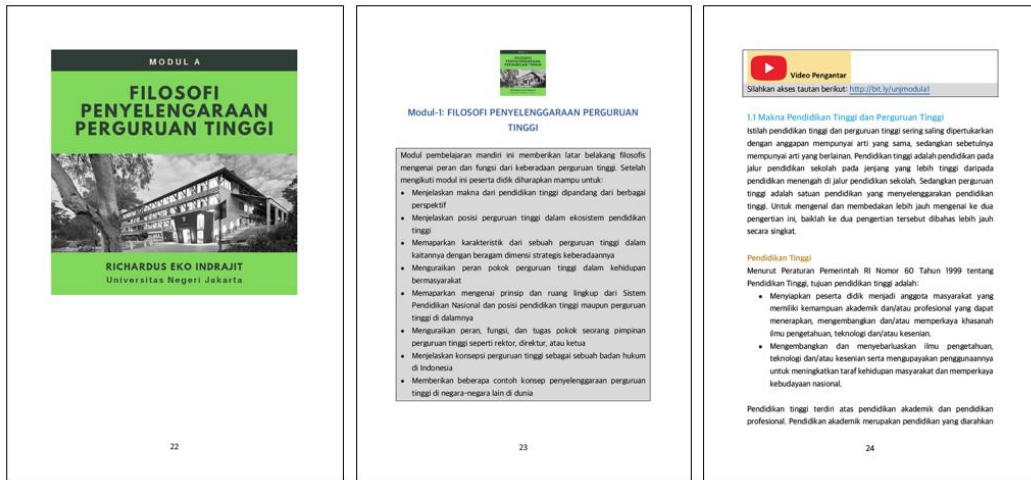 MODUL A
FILOSOFI
PENYELENGARAAN
PERGURUAN TINGGI
RICHARDUS EKO INDRAJIT
Universitas Negeri Jakarta
22
FILOSOFI
PENYELENGARAAN
PERGURUAN TINGGI
Modul-1: FILOSOFI PENYELENGGARAAN PERGURUAN
TINGGI
Modul pembelajaran mandiri ini memberikan latar belakang filosofis
mengenai peran dan fungsi dari keberadaan perguruan tinggi. Setelah
mengikuti modul ini peserta didik diharapkan mampu untuk:
• Menjelaskan makna dari pendidikan tinggi dipandang dari berbagai
perspektif
• Menjelaskan posisi perguruan tinggi dalam ekosistem pendidikan
tinggi
• Memaparkan karakteristik dari sebuah perguruan tinggi dalam
kaitannya dengan beragam dimensi strategis keberadaannya
• Menguraikan peran pokok perguruan tinggi dalam kehidupan
bermasyarakat
• Memaparkan mengenai prinsip dan ruang lingkup dari Sistem
Pendidikan Nasional dan posisi pendidikan tinggi maupun perguruan
tinggi di dalamnya
• Menguraikan peran, fungsi, dan tugas pokok seorang pimpinan
perguruan tinggi seperti rektor, direktur, atau ketua
• Menjelaskan konsepsi perguruan tinggi sebagai sebuah badan hukum
di Indonesia
• Memberikan beberapa contoh konsep penyelenggaraan perguruan
tinggi di negara-negara lain di dunia
23
Video Pengantar
Silahkan akses tautan berikut: http://bit.ly/unjmodula1
1.1 Makna Pendidikan Tinggi dan Perguruan Tinggi
Istilah pendidikan tinggi dan perguruan tinggi sering saling dipertukarkan
dengan anggapan mempunyai arti yang sama, sedangkan sebetulnya
mempunyai arti yang berlainan. Pendidikan tinggi adalah pendidikan pada
jalur pendidikan sekolah pada jenjang yang lebih tinggi daripada
pendidikan menengah di jalur pendidikan sekolah. Sedangkan perguruan
tinggi adalah satuan pendidikan yang menyelenggarakan pendidikan
tinggi. Untuk mengenal dan membedakan lebih jauh mengenai ke dua
pengertian ini, baiklah ke dua pengertian tersebut dibahas lebih jauh
secara singkat.
Pendidikan Tinggi
Menurut Peraturan Pemerintah RI Nomor 60 Tahun 1999 tentang
Pendidikan Tinggi, tujuan pendidikan tinggi adalah:
• Menyiapkan peserta didik menjadi anggota masyarakat yang
memiliki kemampuan akademik dan/atau profesional yang dapat
menerapkan, mengembangkan dan/atau memperkaya khasanah
ilmu pengetahuan, teknologi dan/atau kesenian.
• Mengembangkan dan menyebarluaskan ilmu pengetahuan,
teknologi dan/atau kesenian serta mengupayakan penggunaannya
untuk meningkatkan taraf kehidupan masyarakat dan memperkaya
kebudayaan nasional.
Pendidikan tinggi terdiri atas pendidikan akademik dan pendidikan
profesional. Pendidikan akademik merupakan pendidikan yang diarahkan
24